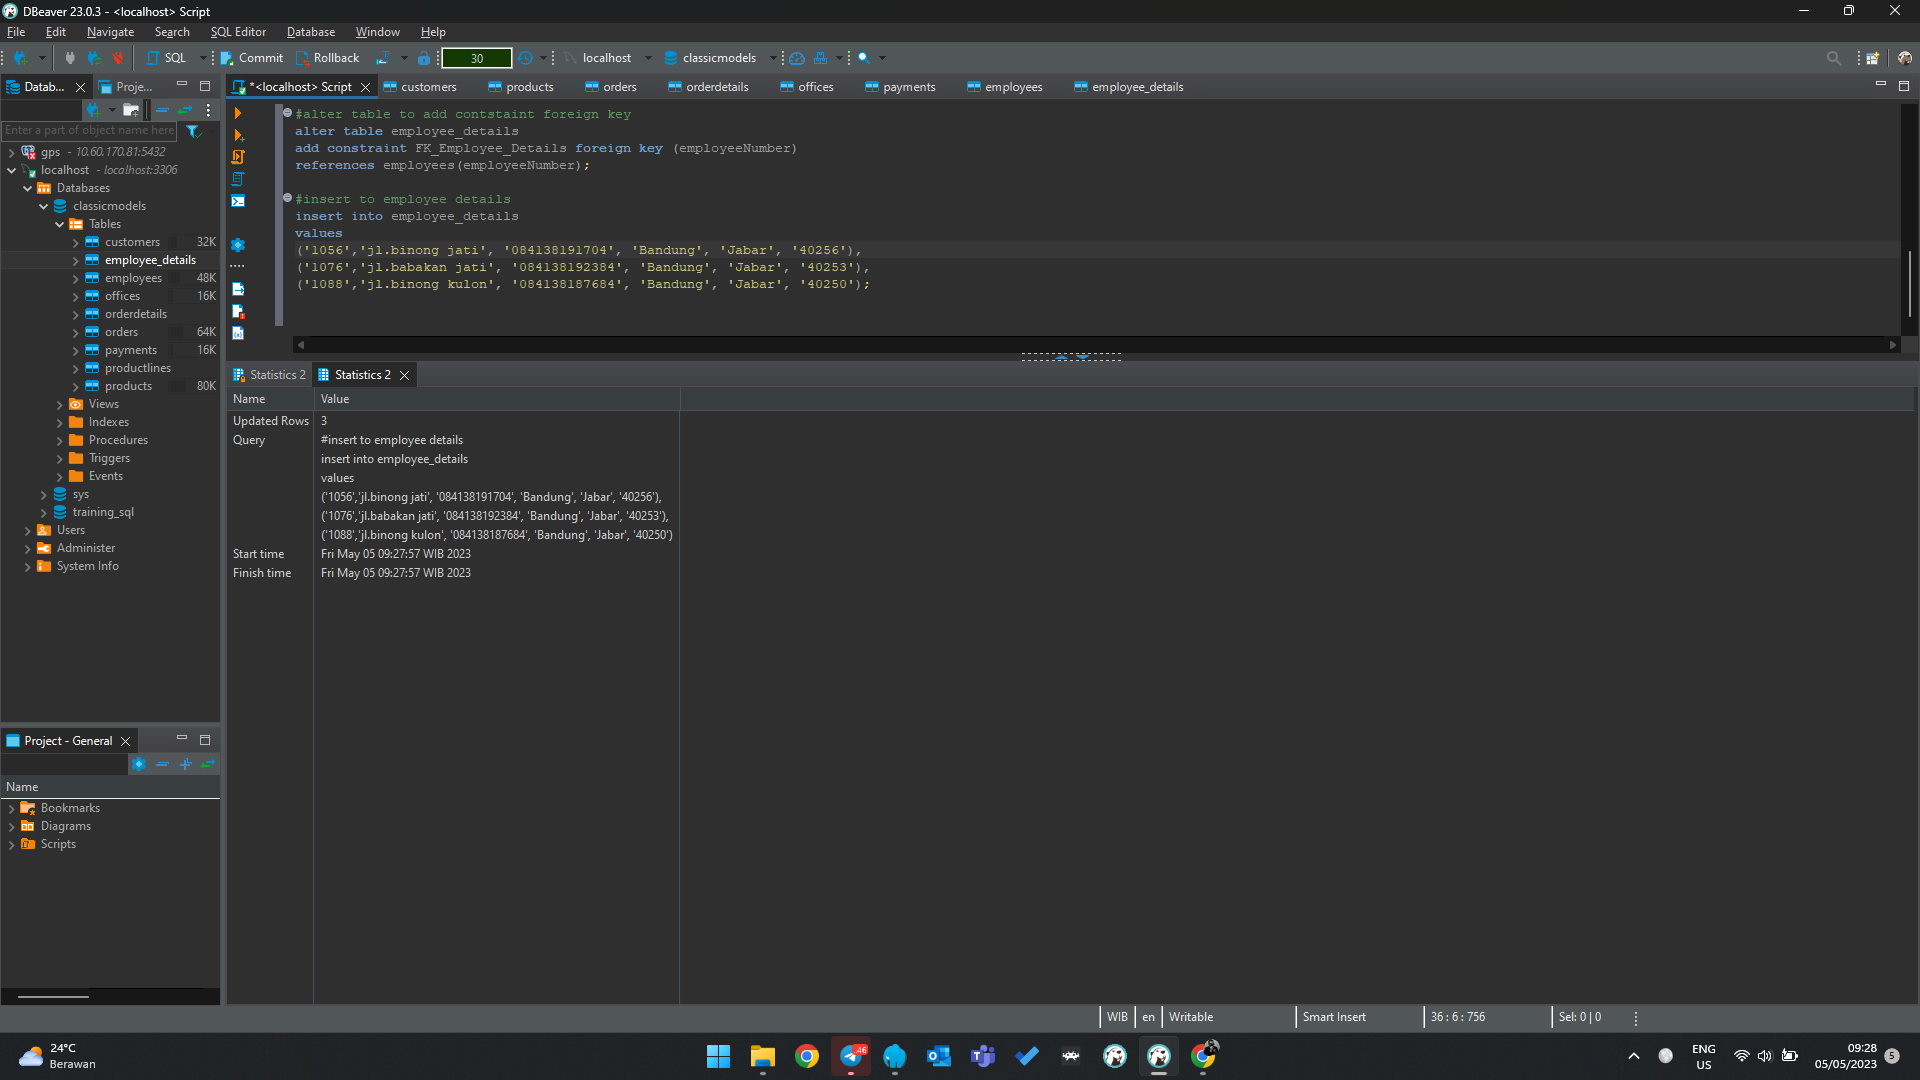 DBeaver 23.0.3 - <localhost> Script
File Edit Navigate Search SQL Editor Database Window Help
SQL Commit Rollback 30 localhost classicmodels
Datab... Proje...
Enter a part of object name here
gps - 10.60.170.81:5432
localhost - localhost:3306
Databases
classicmodels
Tables
customers 32K
employee_details
employees 48K
offices 16K
orderdetails
orders 64K
payments 16K
productlines
products 80K
Views
Indexes
Procedures
Triggers
Events
sys
training_sql
Users
Administer
System Info
Project - General
Name
Bookmarks
Diagrams
Scripts
*<localhost> Script customers products orders orderdetails offices payments employees employee_details
#alter table to add contstaint foreign key
alter table employee_details
add constraint FK_Employee_Details foreign key (employeeNumber)
references employees(employeeNumber);
#insert to employee details
insert into employee_details
values
('1056','jl.binong jati', '084138191704', 'Bandung', 'Jabar', '40256'),
('1076','jl.babakan jati', '084138192384', 'Bandung', 'Jabar', '40253'),
('1088','jl.binong kulon', '084138187684', 'Bandung', 'Jabar', '40250');
Statistics 2 Statistics 2
Name Value
Updated Rows 3
Query #insert to employee details
insert into employee_details
values
('1056','jl.binong jati', '084138191704', 'Bandung', 'Jabar', '40256'),
('1076','jl.babakan jati', '084138192384', 'Bandung', 'Jabar', '40253'),
('1088','jl.binong kulon', '084138187684', 'Bandung', 'Jabar', '40250')
Start time Fri May 05 09:27:57 WIB 2023
Finish time Fri May 05 09:27:57 WIB 2023
WIB en Writable Smart Insert 36 : 6 : 756 Sel: 0 | 0
24°C
Berawan
46
ENG
US
09:28
05/05/2023
5